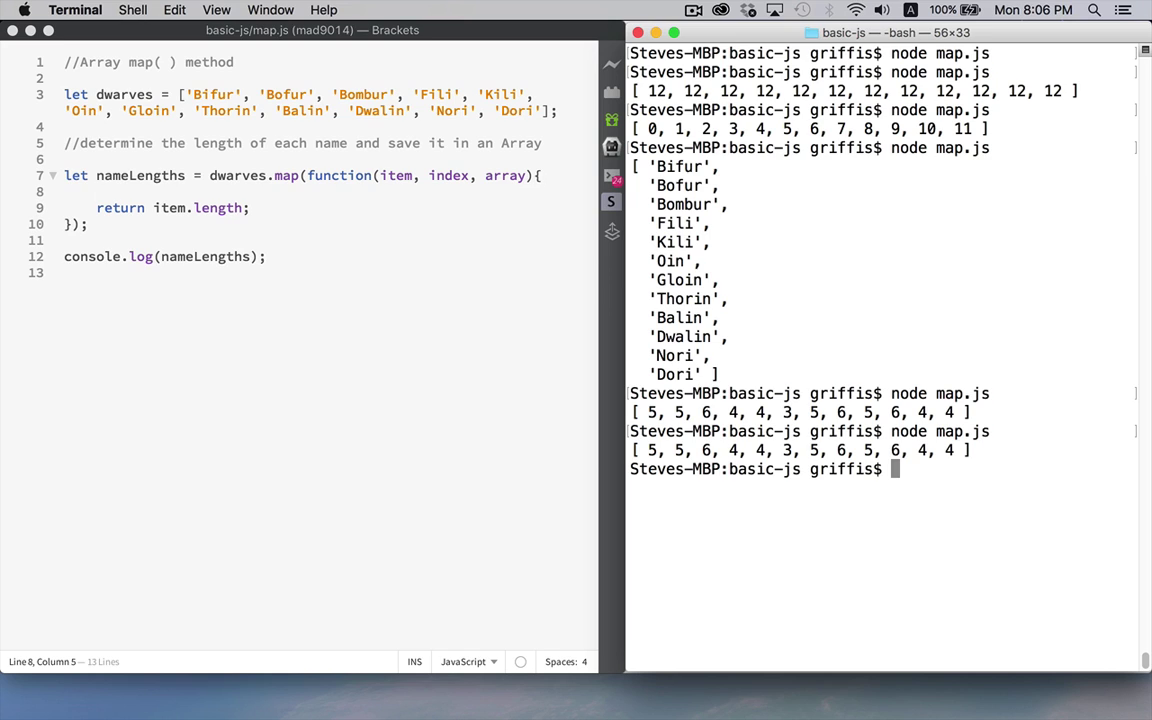 Terminal Shell Edit View Window Help 100% Mon 8:06 PM
basic-js/map.js (mad9014) — Brackets
1 //Array map( ) method
2
3 let dwarves = ['Bifur', 'Bofur', 'Bombur', 'Fili', 'Kili',
'Oin', 'Gloin', 'Thorin', 'Balin', 'Dwalin', 'Nori', 'Dori'];
4
5 //determine the length of each name and save it in an Array
6
7 let nameLengths = dwarves.map(function(item, index, array){
8
9 return item.length;
10 });
11
12 console.log(nameLengths);
13
Line 8, Column 5 — 13 Lines
INS JavaScript Spaces: 4
24
S
basic-js — -bash — 56×33
[Steves-MBP:basic-js griffis$ node map.js ]
[Steves-MBP:basic-js griffis$ node map.js ]
[ 12, 12, 12, 12, 12, 12, 12, 12, 12, 12, 12, 12 ]
[Steves-MBP:basic-js griffis$ node map.js ]
[ 0, 1, 2, 3, 4, 5, 6, 7, 8, 9, 10, 11 ]
[Steves-MBP:basic-js griffis$ node map.js ]
[ 'Bifur',
'Bofur',
'Bombur',
'Fili',
'Kili',
'Oin',
'Gloin',
'Thorin',
'Balin',
'Dwalin',
'Nori',
'Dori' ]
[Steves-MBP:basic-js griffis$ node map.js ]
[ 5, 5, 6, 4, 4, 3, 5, 6, 5, 6, 4, 4 ]
[Steves-MBP:basic-js griffis$ node map.js ]
[ 5, 5, 6, 4, 4, 3, 5, 6, 5, 6, 4, 4 ]
Steves-MBP:basic-js griffis$